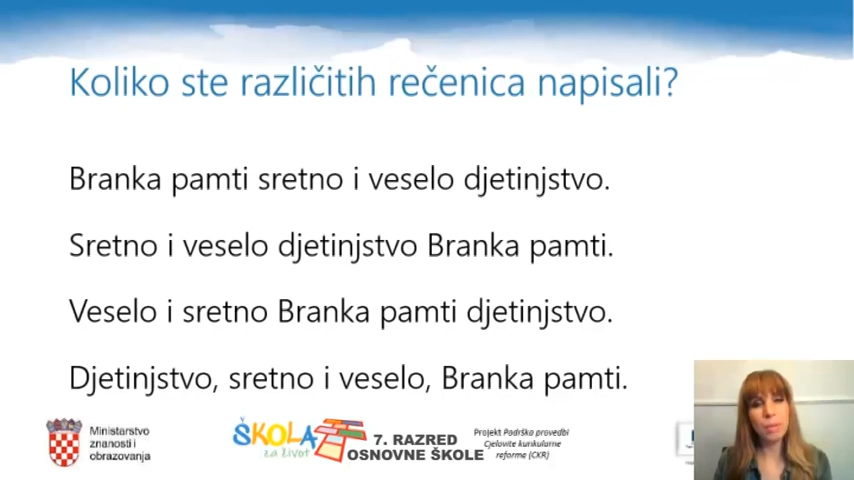 Koliko ste različitih rečenica napisali?
Branka pamti sretno i veselo djetinjstvo.
Sretno i veselo djetinjstvo Branka pamti.
Veselo i sretno Branka pamti djetinjstvo.
Djetinjstvo, sretno i veselo, Branka pamti.
Ministarstvo
znanosti i
obrazovanja
ŠKOLA
za život
7. RAZRED
OSNOVNE ŠKOLE
Projekt Podrška provedbi
Cjelovite kurikularne
reforme (CKR)